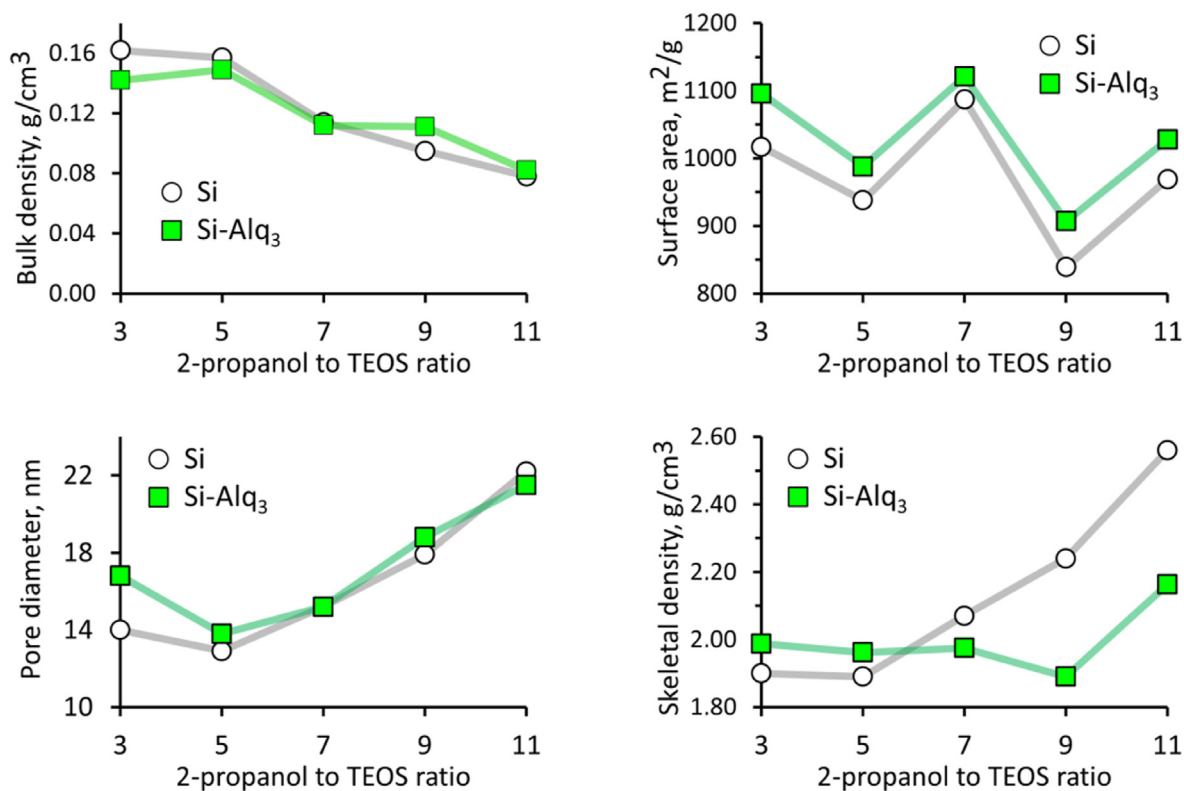 Bulk density, g/cm3
0.16
0.12
0.08
0.04
0.00
Si
Si-Alq₃
3 5 7 9 11
2-propanol to TEOS ratio
Surface area, m²/g
1200
1100
1000
900
800
Si
Si-Alq₃
3 5 7 9 11
2-propanol to TEOS ratio
Pore diameter, nm
22
18
14
10
Si
Si-Alq₃
3 5 7 9 11
2-propanol to TEOS ratio
Skeletal density, g/cm3
2.60
2.40
2.20
2.00
1.80
Si
Si-Alq₃
3 5 7 9 11
2-propanol to TEOS ratio